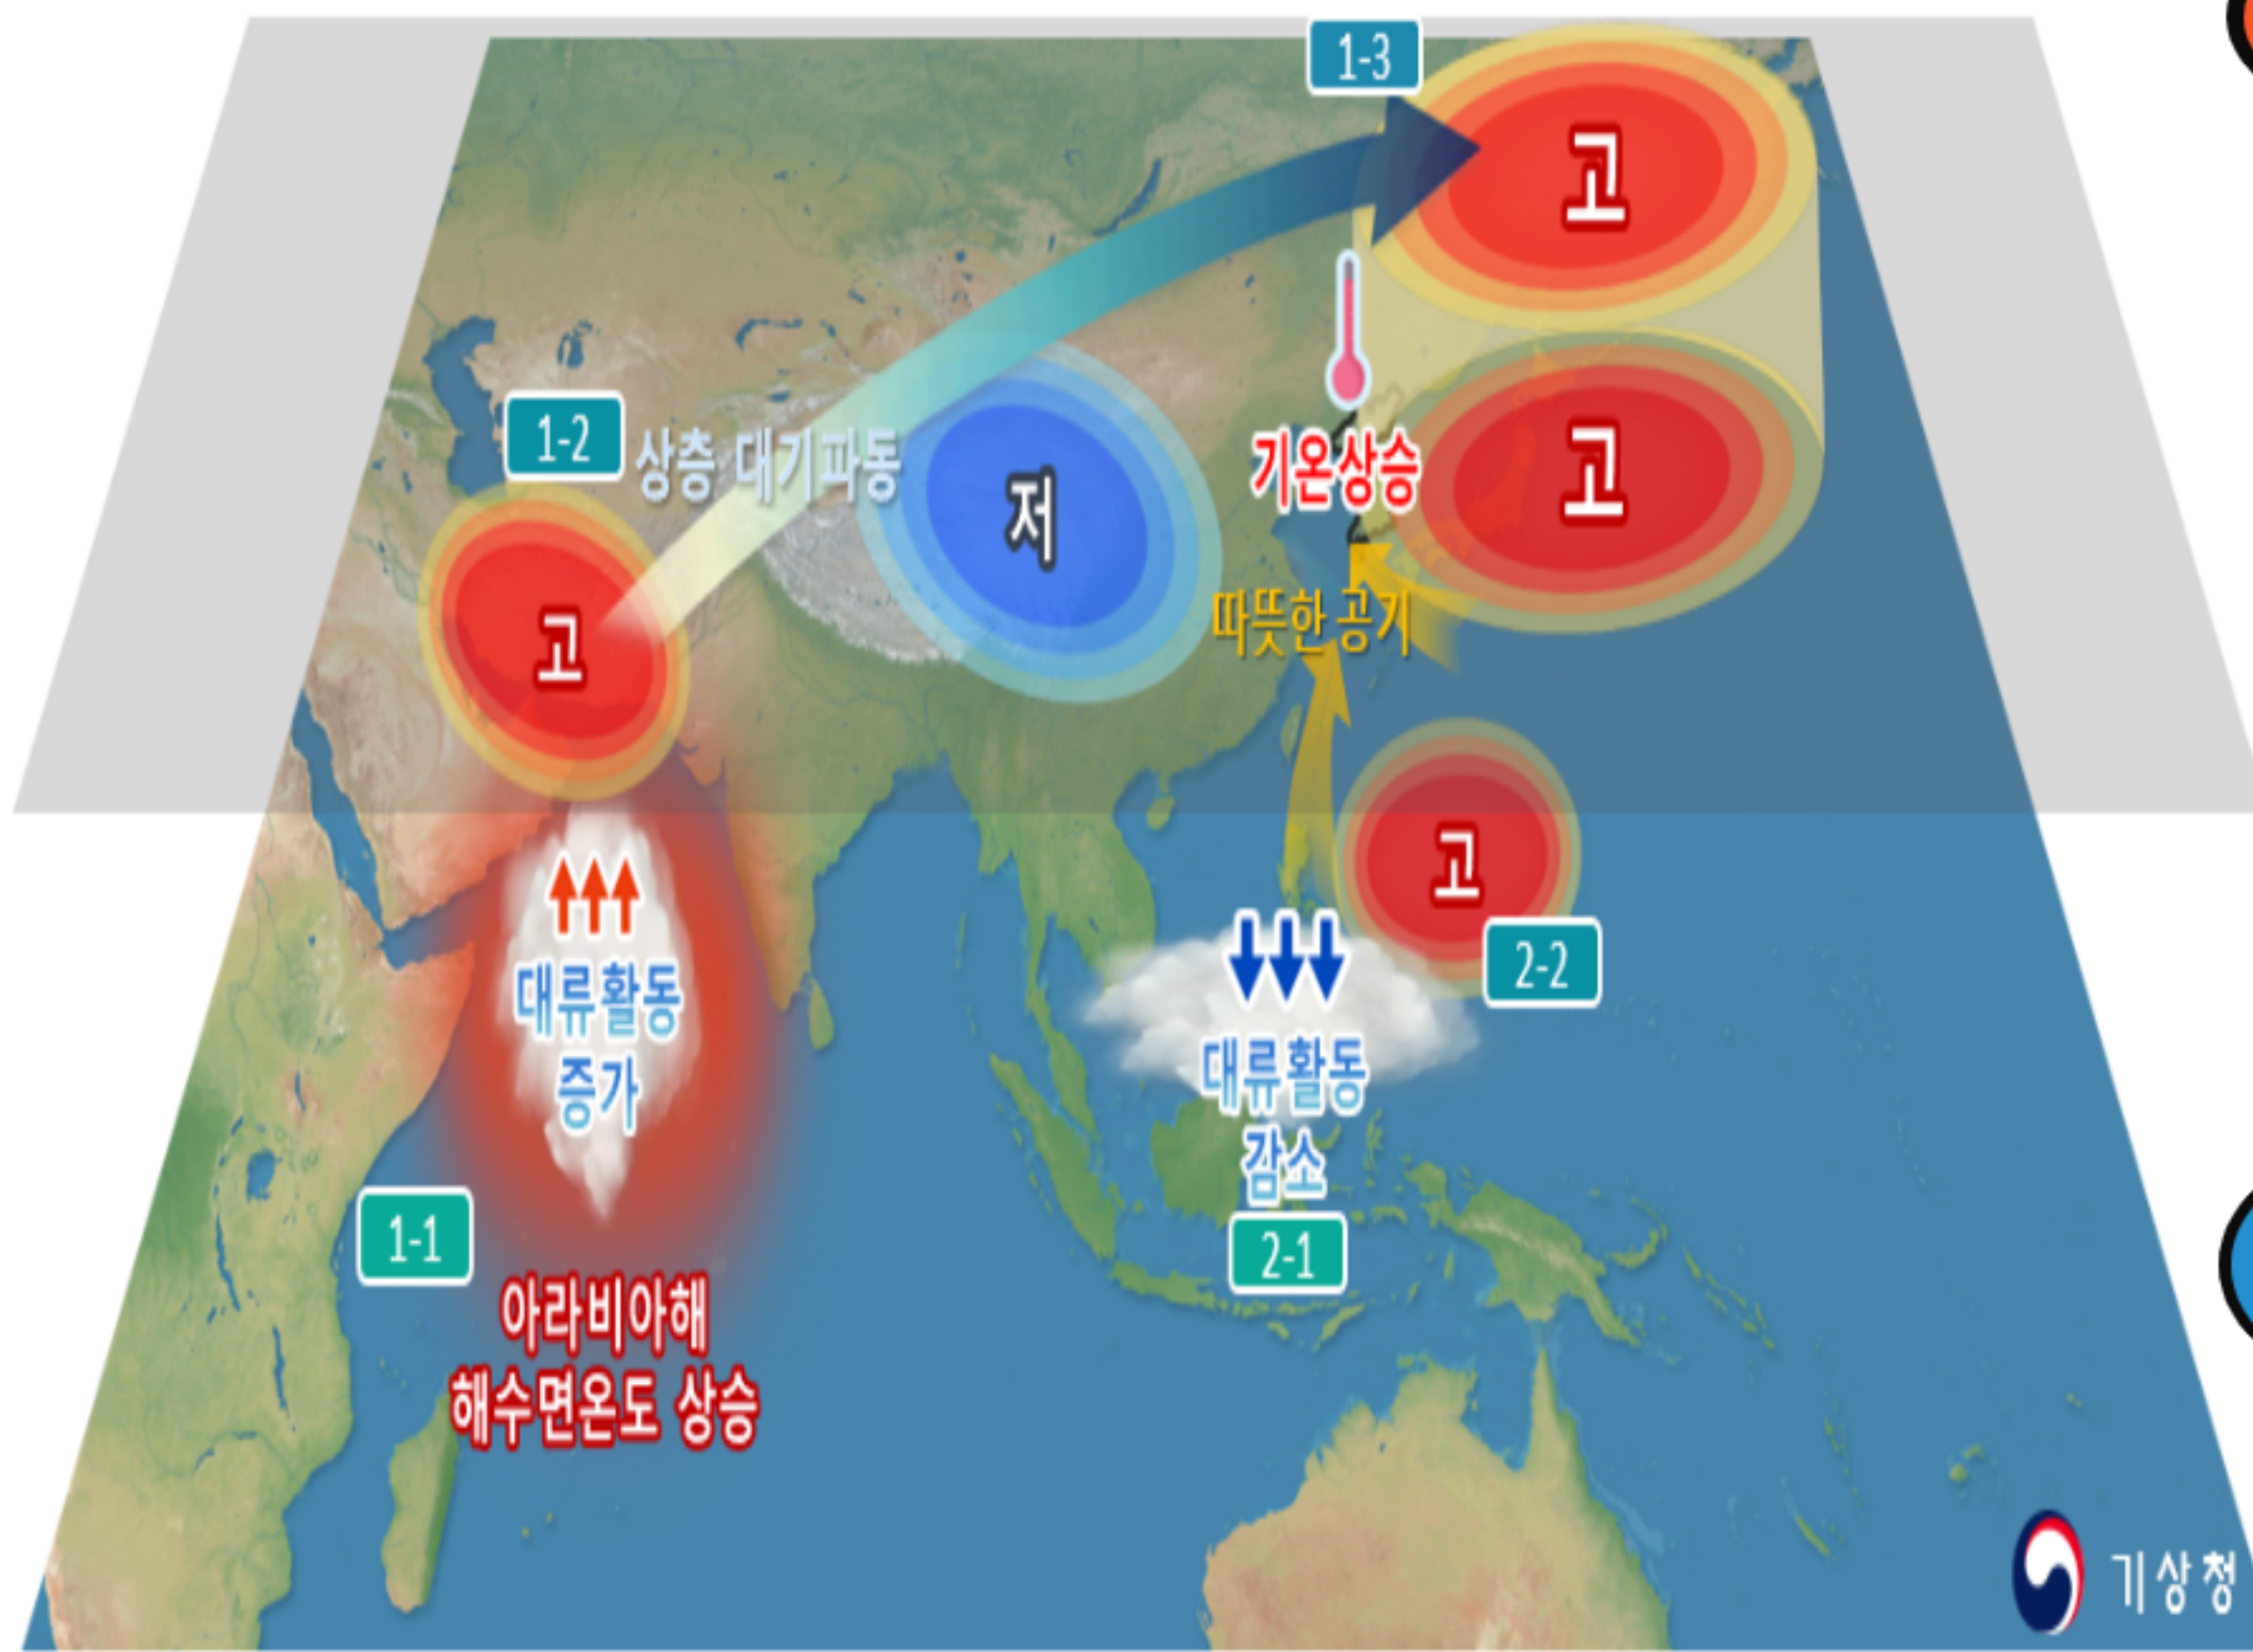 1-3
고
1-2
상층 대기파동
저
기온상승
고
고
따뜻한 공기
고
2-2
대류활동
증가
대류활동
감소
1-1
2-1
아라비아해
해수면온도 상승
기상청